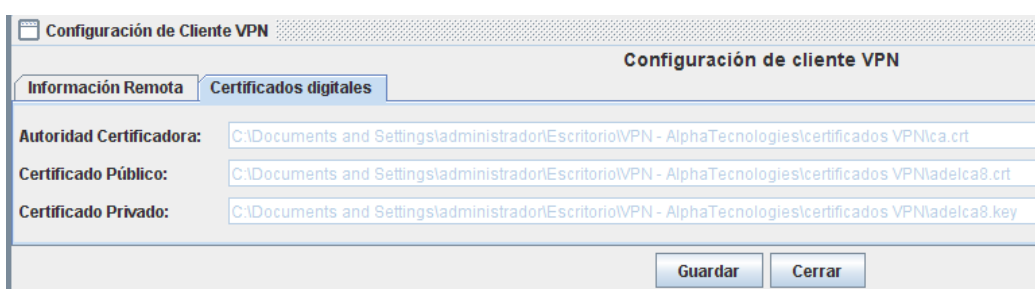 Configuración de Cliente VPN
Configuración de cliente VPN
Información Remota Certificados digitales
Autoridad Certificadora: C:\Documents and Settings\administrador\Escritorio\VPN - AlphaTecnologies\certificados VPN\ca.crt
Certificado Público: C:\Documents and Settings\administrador\Escritorio\VPN - AlphaTecnologies\certificados VPN\adelca8.crt
Certificado Privado: C:\Documents and Settings\administrador\Escritorio\VPN - AlphaTecnologies\certificados VPN\adelca8.key
Guardar Cerrar